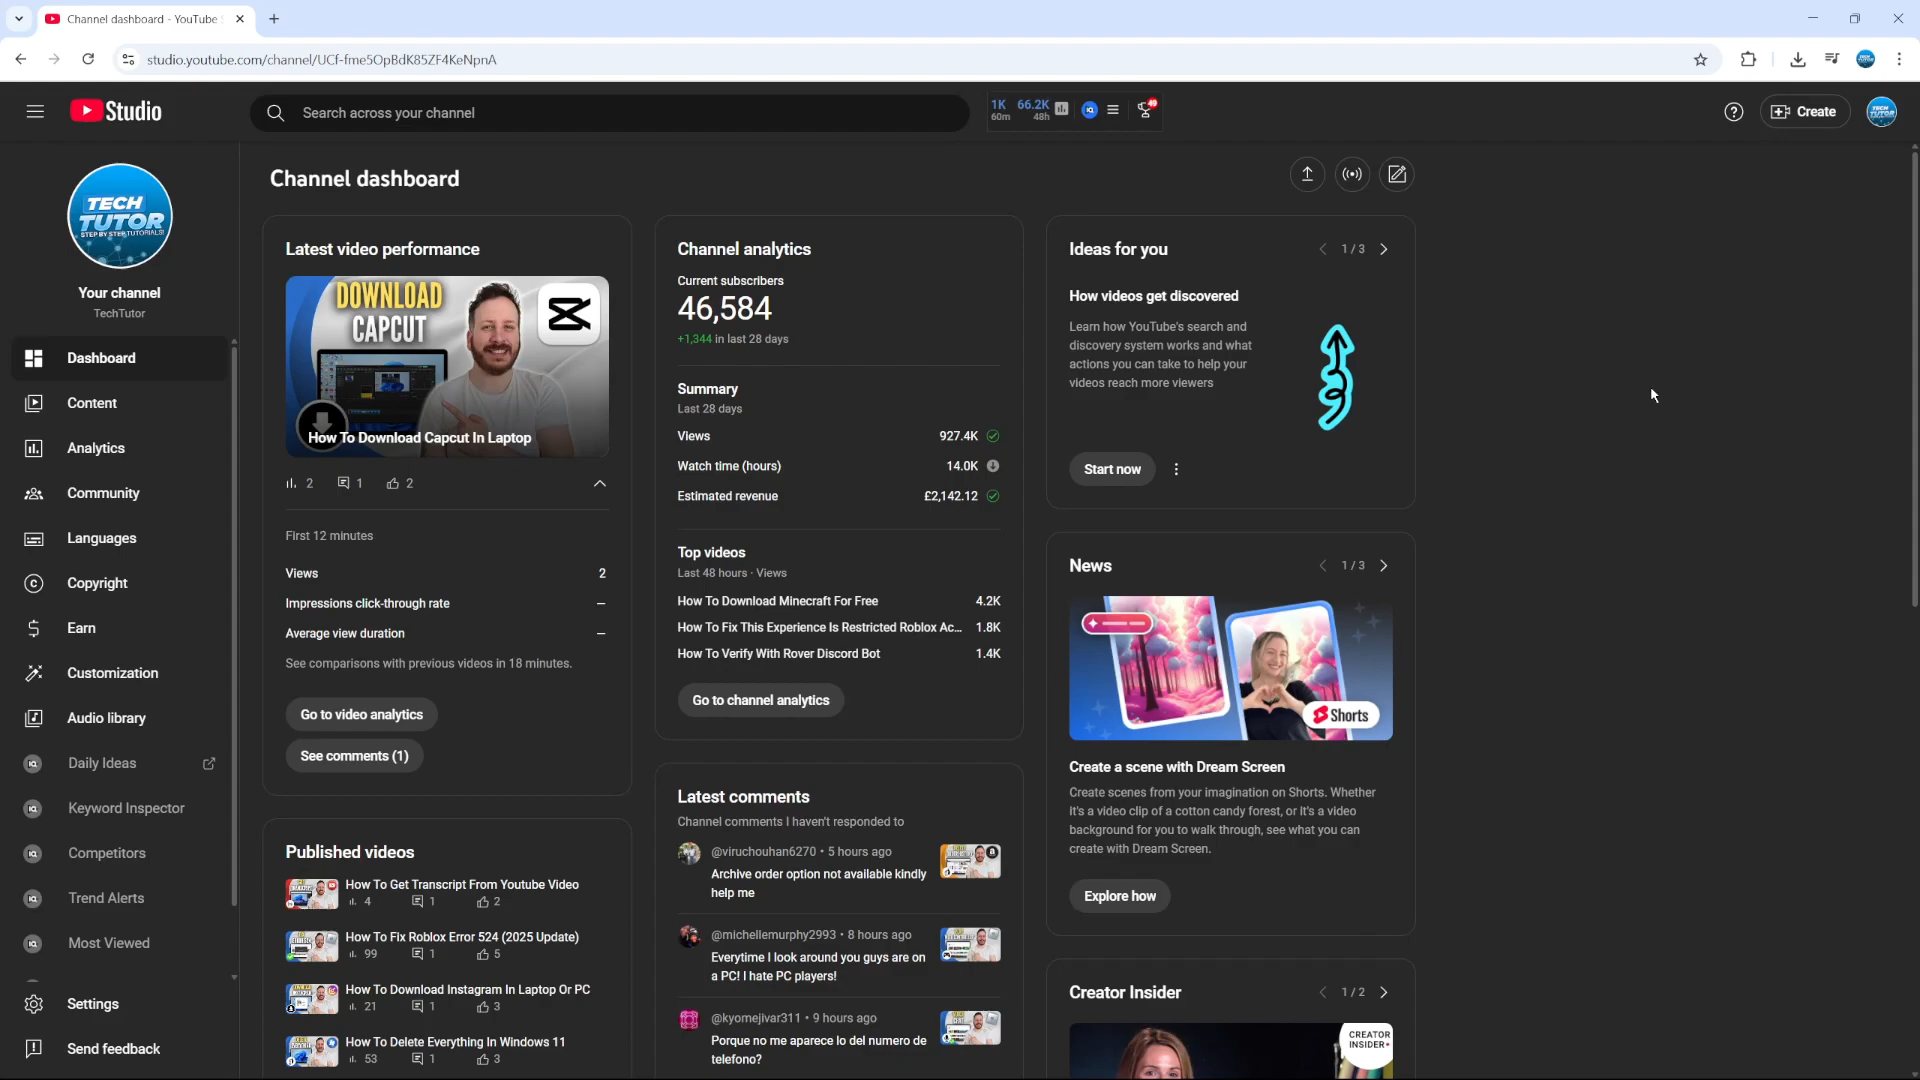 Channel dashboard - YouTube
studio.youtube.com/channel/UCf-fme5OpBdK85ZF4KeNpnA
Studio
Search across your channel
1K 66.2K
60m 48h
49
Create
TECH
TUTOR
STEP BY STEP TUTORIALS!
Your channel
TechTutor
Dashboard
Content
Analytics
Community
Languages
Copyright
Earn
Customization
Audio library
Daily Ideas
Keyword Inspector
Competitors
Trend Alerts
Most Viewed
Settings
Send feedback
Channel dashboard
Latest video performance
DOWNLOAD
CAPCUT
How To Download Capcut In Laptop
2 1 2
First 12 minutes
Views 2
Impressions click-through rate –
Average view duration –
See comparisons with previous videos in 18 minutes.
Go to video analytics
See comments (1)
Published videos
How To Get Transcript From Youtube Video
4 1 2
How To FIx Roblox Error 524 (2025 Update)
99 1 5
How To Download Instagram In Laptop Or PC
21 1 3
How To Delete Everything In Windows 11
53 1 3
Channel analytics
Current subscribers
46,584
+1,344 in last 28 days
Summary
Last 28 days
Views 927.4K
Watch time (hours) 14.0K
Estimated revenue £2,142.12
Top videos
Last 48 hours · Views
How To Download Minecraft For Free 4.2K
How To Fix This Experience Is Restricted Roblox Ac... 1.8K
How To Verify With Rover Discord Bot 1.4K
Go to channel analytics
Latest comments
Channel comments I haven't responded to
@viruchouhan6270 • 5 hours ago
Archive order option not available kindly
help me
@michellemurphy2993 • 8 hours ago
Everytime I look around you guys are on
a PC! I hate PC players!
@kyomejivar311 • 9 hours ago
Porque no me aparece lo del numero de
telefono?
Ideas for you
1 / 3
How videos get discovered
Learn how YouTube's search and
discovery system works and what
actions you can take to help your
videos reach more viewers
Start now
News
1 / 3
Shorts
Create a scene with Dream Screen
Create scenes from your imagination on Shorts. Whether
it's a video clip of a cotton candy forest, or it's a video
background for you to walk through, see what you can
create with Dream Screen.
Explore how
Creator Insider
1 / 2
CREATOR
INSIDER